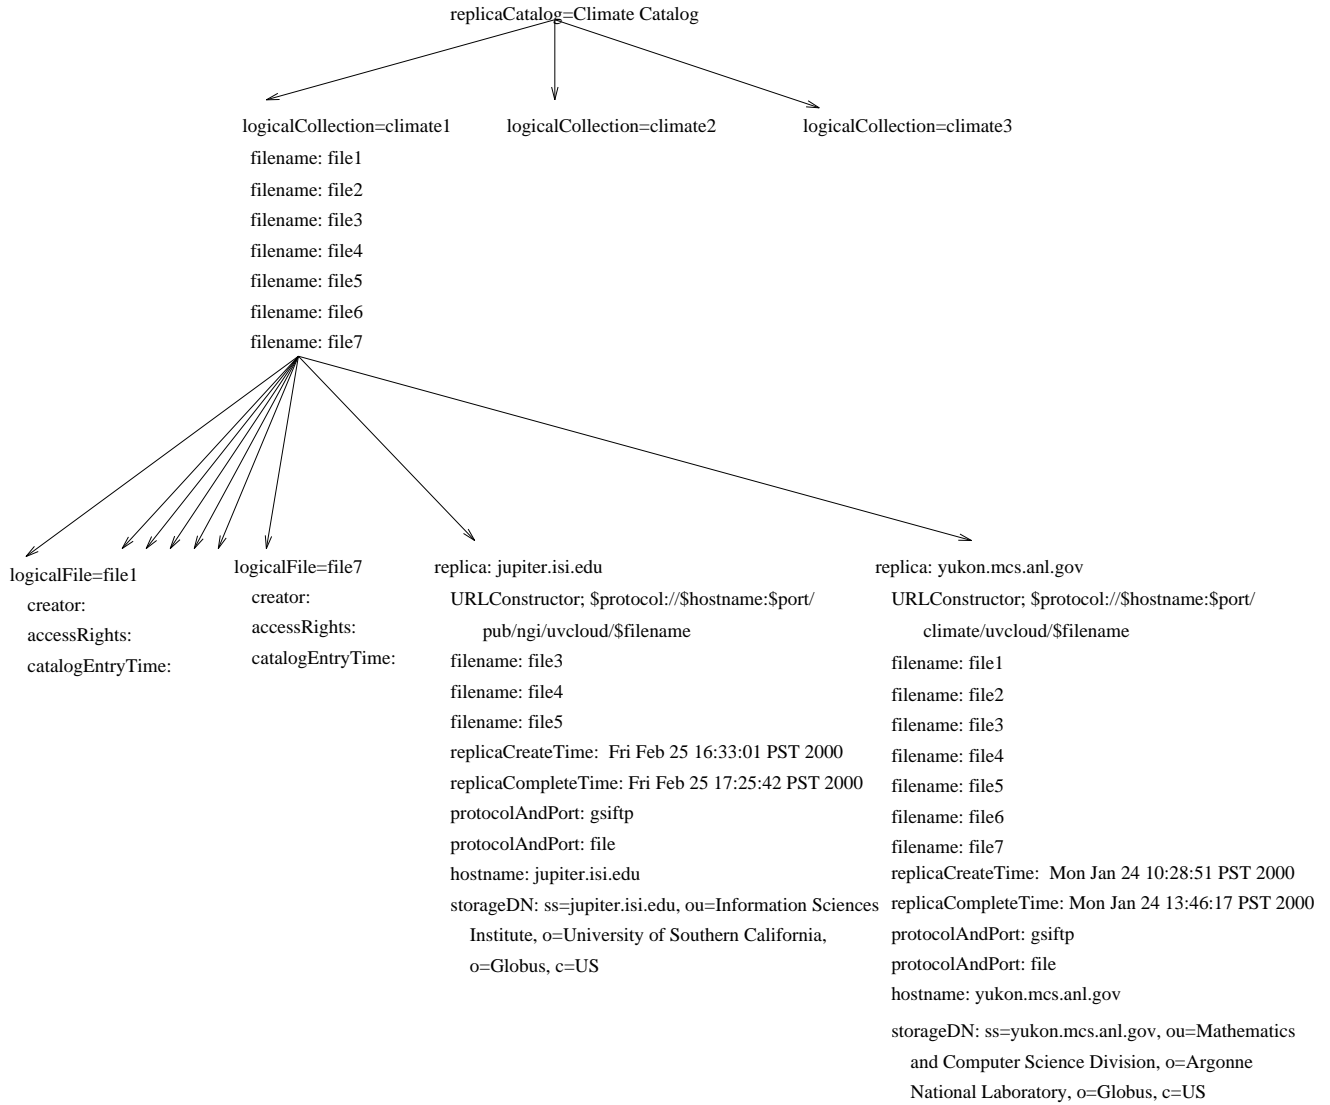 replicaCatalog=Climate Catalog
logicalCollection=climate1
logicalCollection=climate2
logicalCollection=climate3
filename: file1
filename: file2
filename: file3
filename: file4
filename: file5
filename: file6
filename: file7
logicalFile=file1
creator:
accessRights:
catalogEntryTime:
logicalFile=file7
creator:
accessRights:
catalogEntryTime:
replica: jupiter.isi.edu
URLConstructor; $protocol://$hostname:$port/
pub/ngi/uvcloud/$filename
filename: file3
filename: file4
filename: file5
replicaCreateTime:  Fri Feb 25 16:33:01 PST 2000
replicaCompleteTime: Fri Feb 25 17:25:42 PST 2000
protocolAndPort: gsiftp
protocolAndPort: file
hostname: jupiter.isi.edu
storageDN: ss=jupiter.isi.edu, ou=Information Sciences
Institute, o=University of Southern California,
o=Globus, c=US
replica: yukon.mcs.anl.gov
URLConstructor; $protocol://$hostname:$port/
climate/uvcloud/$filename
filename: file1
filename: file2
filename: file3
filename: file4
filename: file5
filename: file6
filename: file7
replicaCreateTime:  Mon Jan 24 10:28:51 PST 2000
replicaCompleteTime: Mon Jan 24 13:46:17 PST 2000
protocolAndPort: gsiftp
protocolAndPort: file
hostname: yukon.mcs.anl.gov
storageDN: ss=yukon.mcs.anl.gov, ou=Mathematics
and Computer Science Division, o=Argonne
National Laboratory, o=Globus, c=US